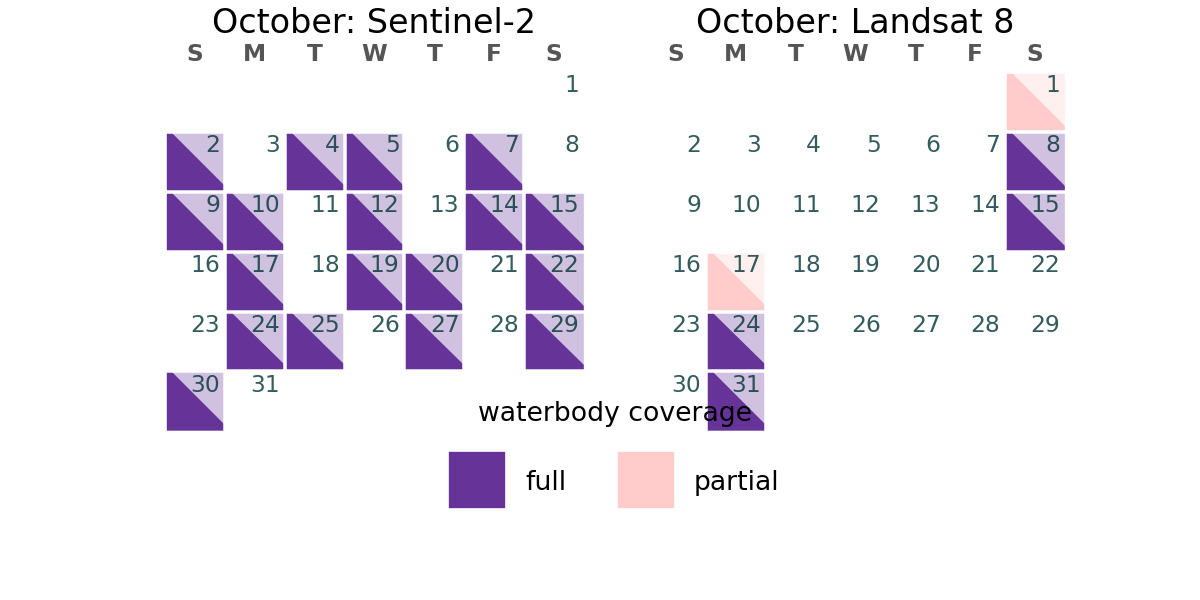 October: Sentinel-2
S M T W T F S
1
2 3 4 5 6 7 8
9 10 11 12 13 14 15
16 17 18 19 20 21 22
23 24 25 26 27 28 29
30 31
October: Landsat 8
S M T W T F S
1
2 3 4 5 6 7 8
9 10 11 12 13 14 15
16 17 18 19 20 21 22
23 24 25 26 27 28 29
30 31
waterbody coverage
full partial